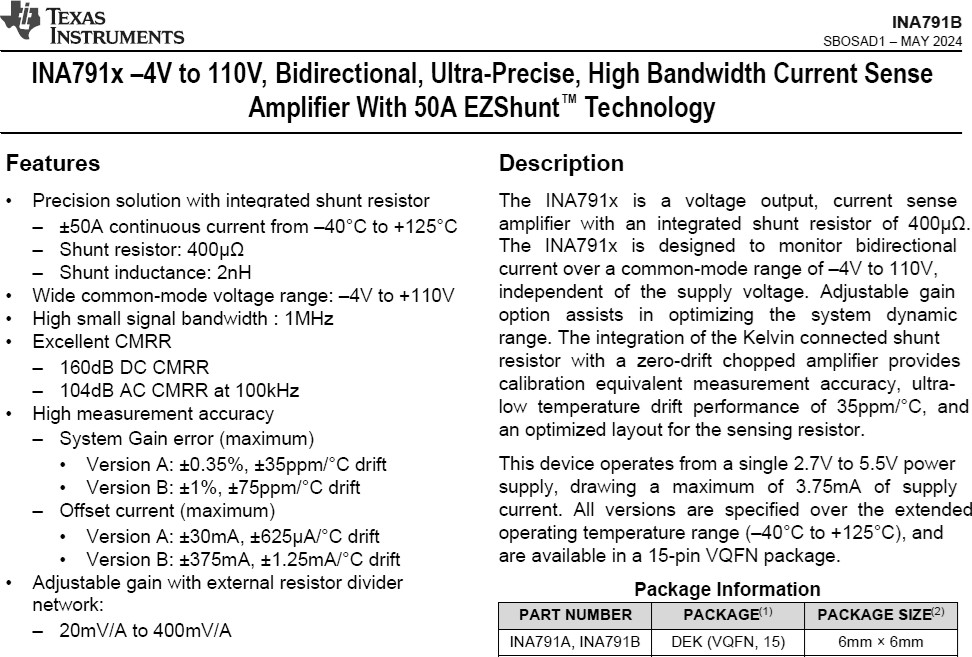 TEXAS
INSTRUMENTS
INA791B
SBOSAD1 – MAY 2024
INA791x –4V to 110V, Bidirectional, Ultra-Precise, High Bandwidth Current Sense
Amplifier With 50A EZShunt™ Technology
Features
• Precision solution with integrated shunt resistor
– ±50A continuous current from –40°C to +125°C
– Shunt resistor: 400µΩ
– Shunt inductance: 2nH
• Wide common-mode voltage range: –4V to +110V
• High small signal bandwidth : 1MHz
• Excellent CMRR
– 160dB DC CMRR
– 104dB AC CMRR at 100kHz
• High measurement accuracy
– System Gain error (maximum)
• Version A: ±0.35%, ±35ppm/°C drift
• Version B: ±1%, ±75ppm/°C drift
– Offset current (maximum)
• Version A: ±30mA, ±625µA/°C drift
• Version B: ±375mA, ±1.25mA/°C drift
• Adjustable gain with external resistor divider
network:
– 20mV/A to 400mV/A
Description
The INA791x is a voltage output, current sense
amplifier with an integrated shunt resistor of 400µΩ.
The INA791x is designed to monitor bidirectional
current over a common-mode range of –4V to 110V,
independent of the supply voltage. Adjustable gain
option assists in optimizing the system dynamic
range. The integration of the Kelvin connected shunt
resistor with a zero-drift chopped amplifier provides
calibration equivalent measurement accuracy, ultra-
low temperature drift performance of 35ppm/°C, and
an optimized layout for the sensing resistor.
This device operates from a single 2.7V to 5.5V power
supply, drawing a maximum of 3.75mA of supply
current. All versions are specified over the extended
operating temperature range (–40°C to +125°C), and
are available in a 15-pin VQFN package.
Package Information
PART NUMBER PACKAGE(1) PACKAGE SIZE(2)
INA791A, INA791B DEK (VQFN, 15) 6mm × 6mm